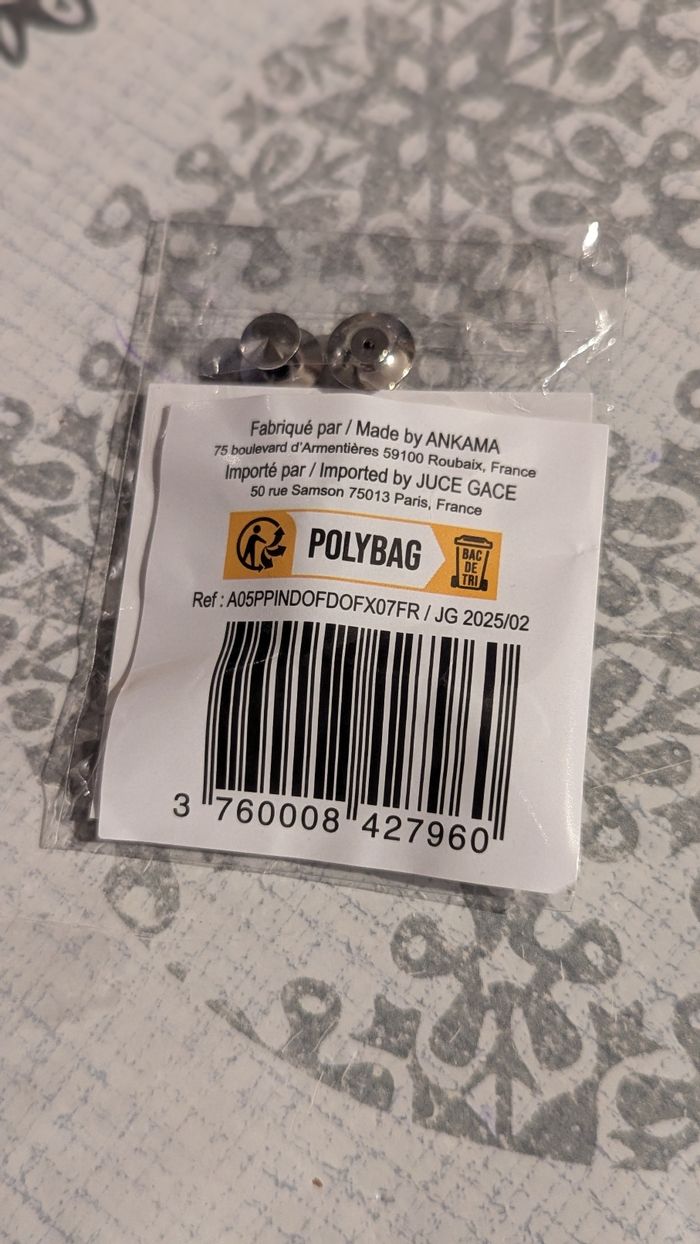 Fabriqué par / Made by ANKAMA
75 boulevard d'Armentières 59100 Roubaix, France
Importé par / Imported by JUCE GACE
50 rue Samson 75013 Paris, France
POLYBAG
BAC
DE
TRI
Ref : A05PPINDOFDOFX07FR / JG 2025/02
3 760008 427960